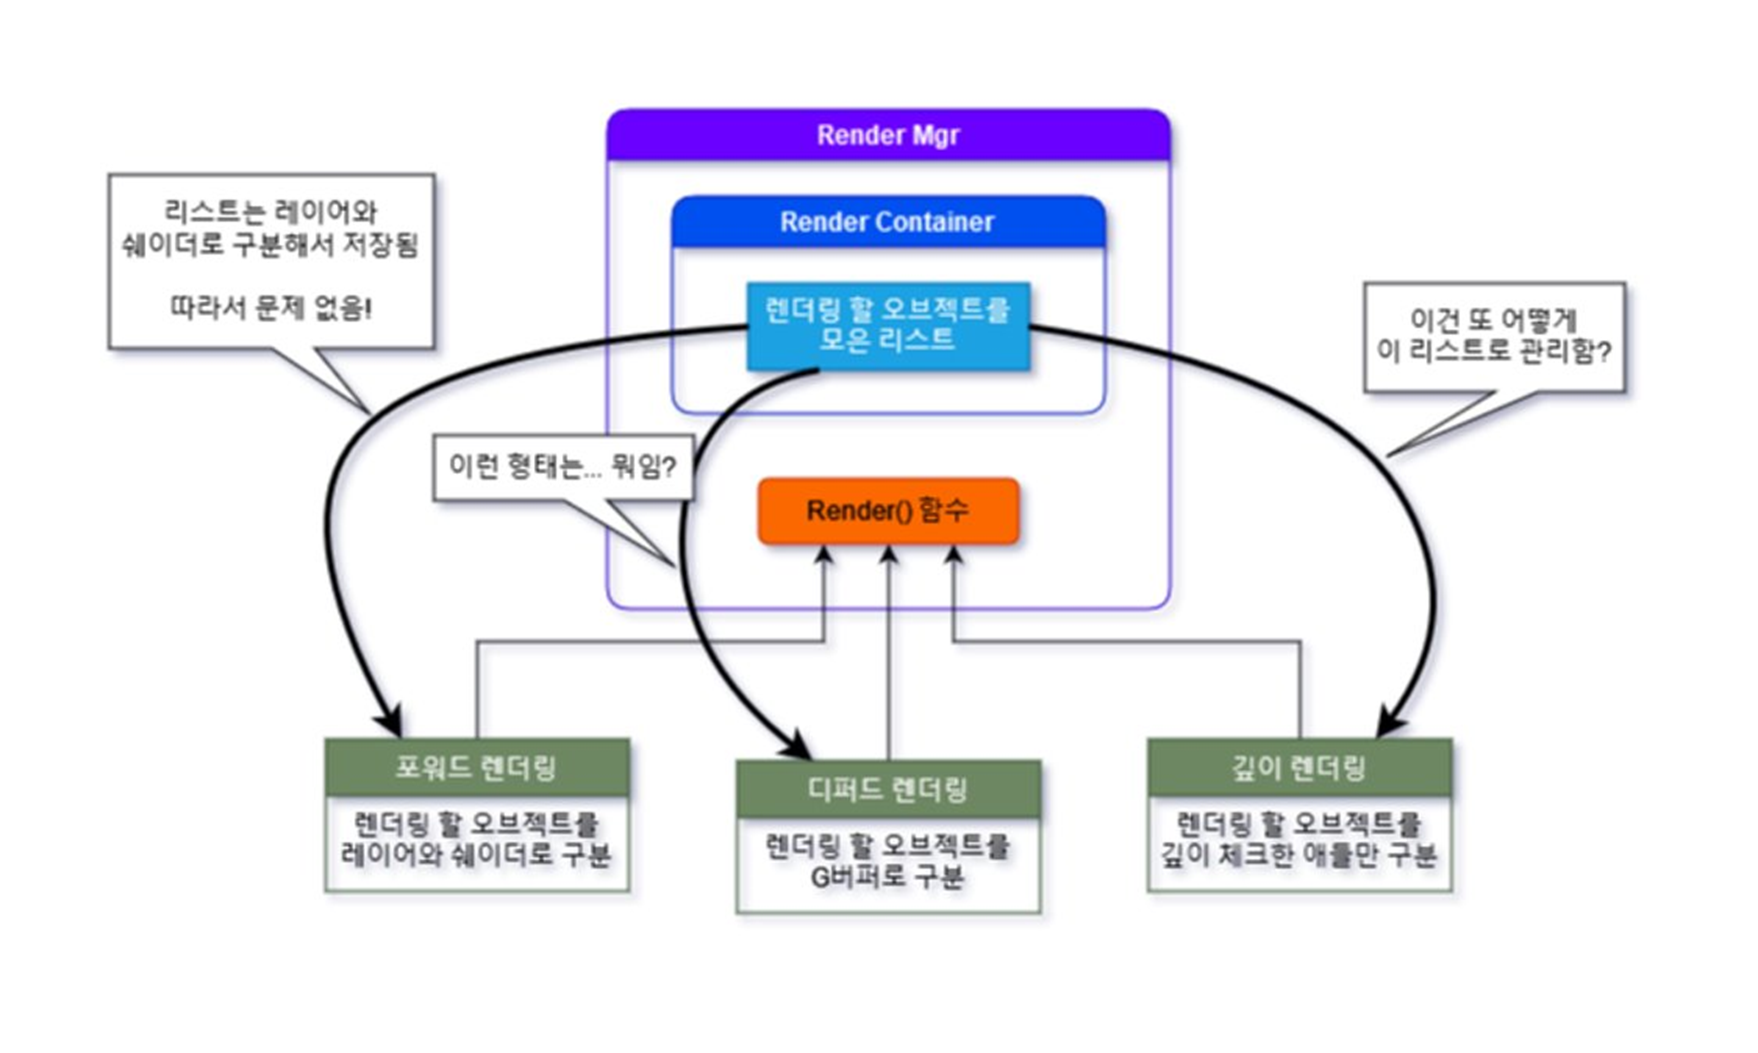 Render Mgr
리스트는 레이어와
쉐이더로 구분해서 저장됨
따라서 문제 없음!
Render Container
렌더링 할 오브젝트를
모은 리스트
이건 또 어떻게
이 리스트로 관리함?
이런 형태는... 뭐임?
Render() 함수
포워드 렌더링
렌더링 할 오브젝트를
레이어와 쉐이더로 구분
디퍼드 렌더링
렌더링 할 오브젝트를
G버퍼로 구분
깊이 렌더링
렌더링 할 오브젝트를
깊이 체크한 애들만 구분